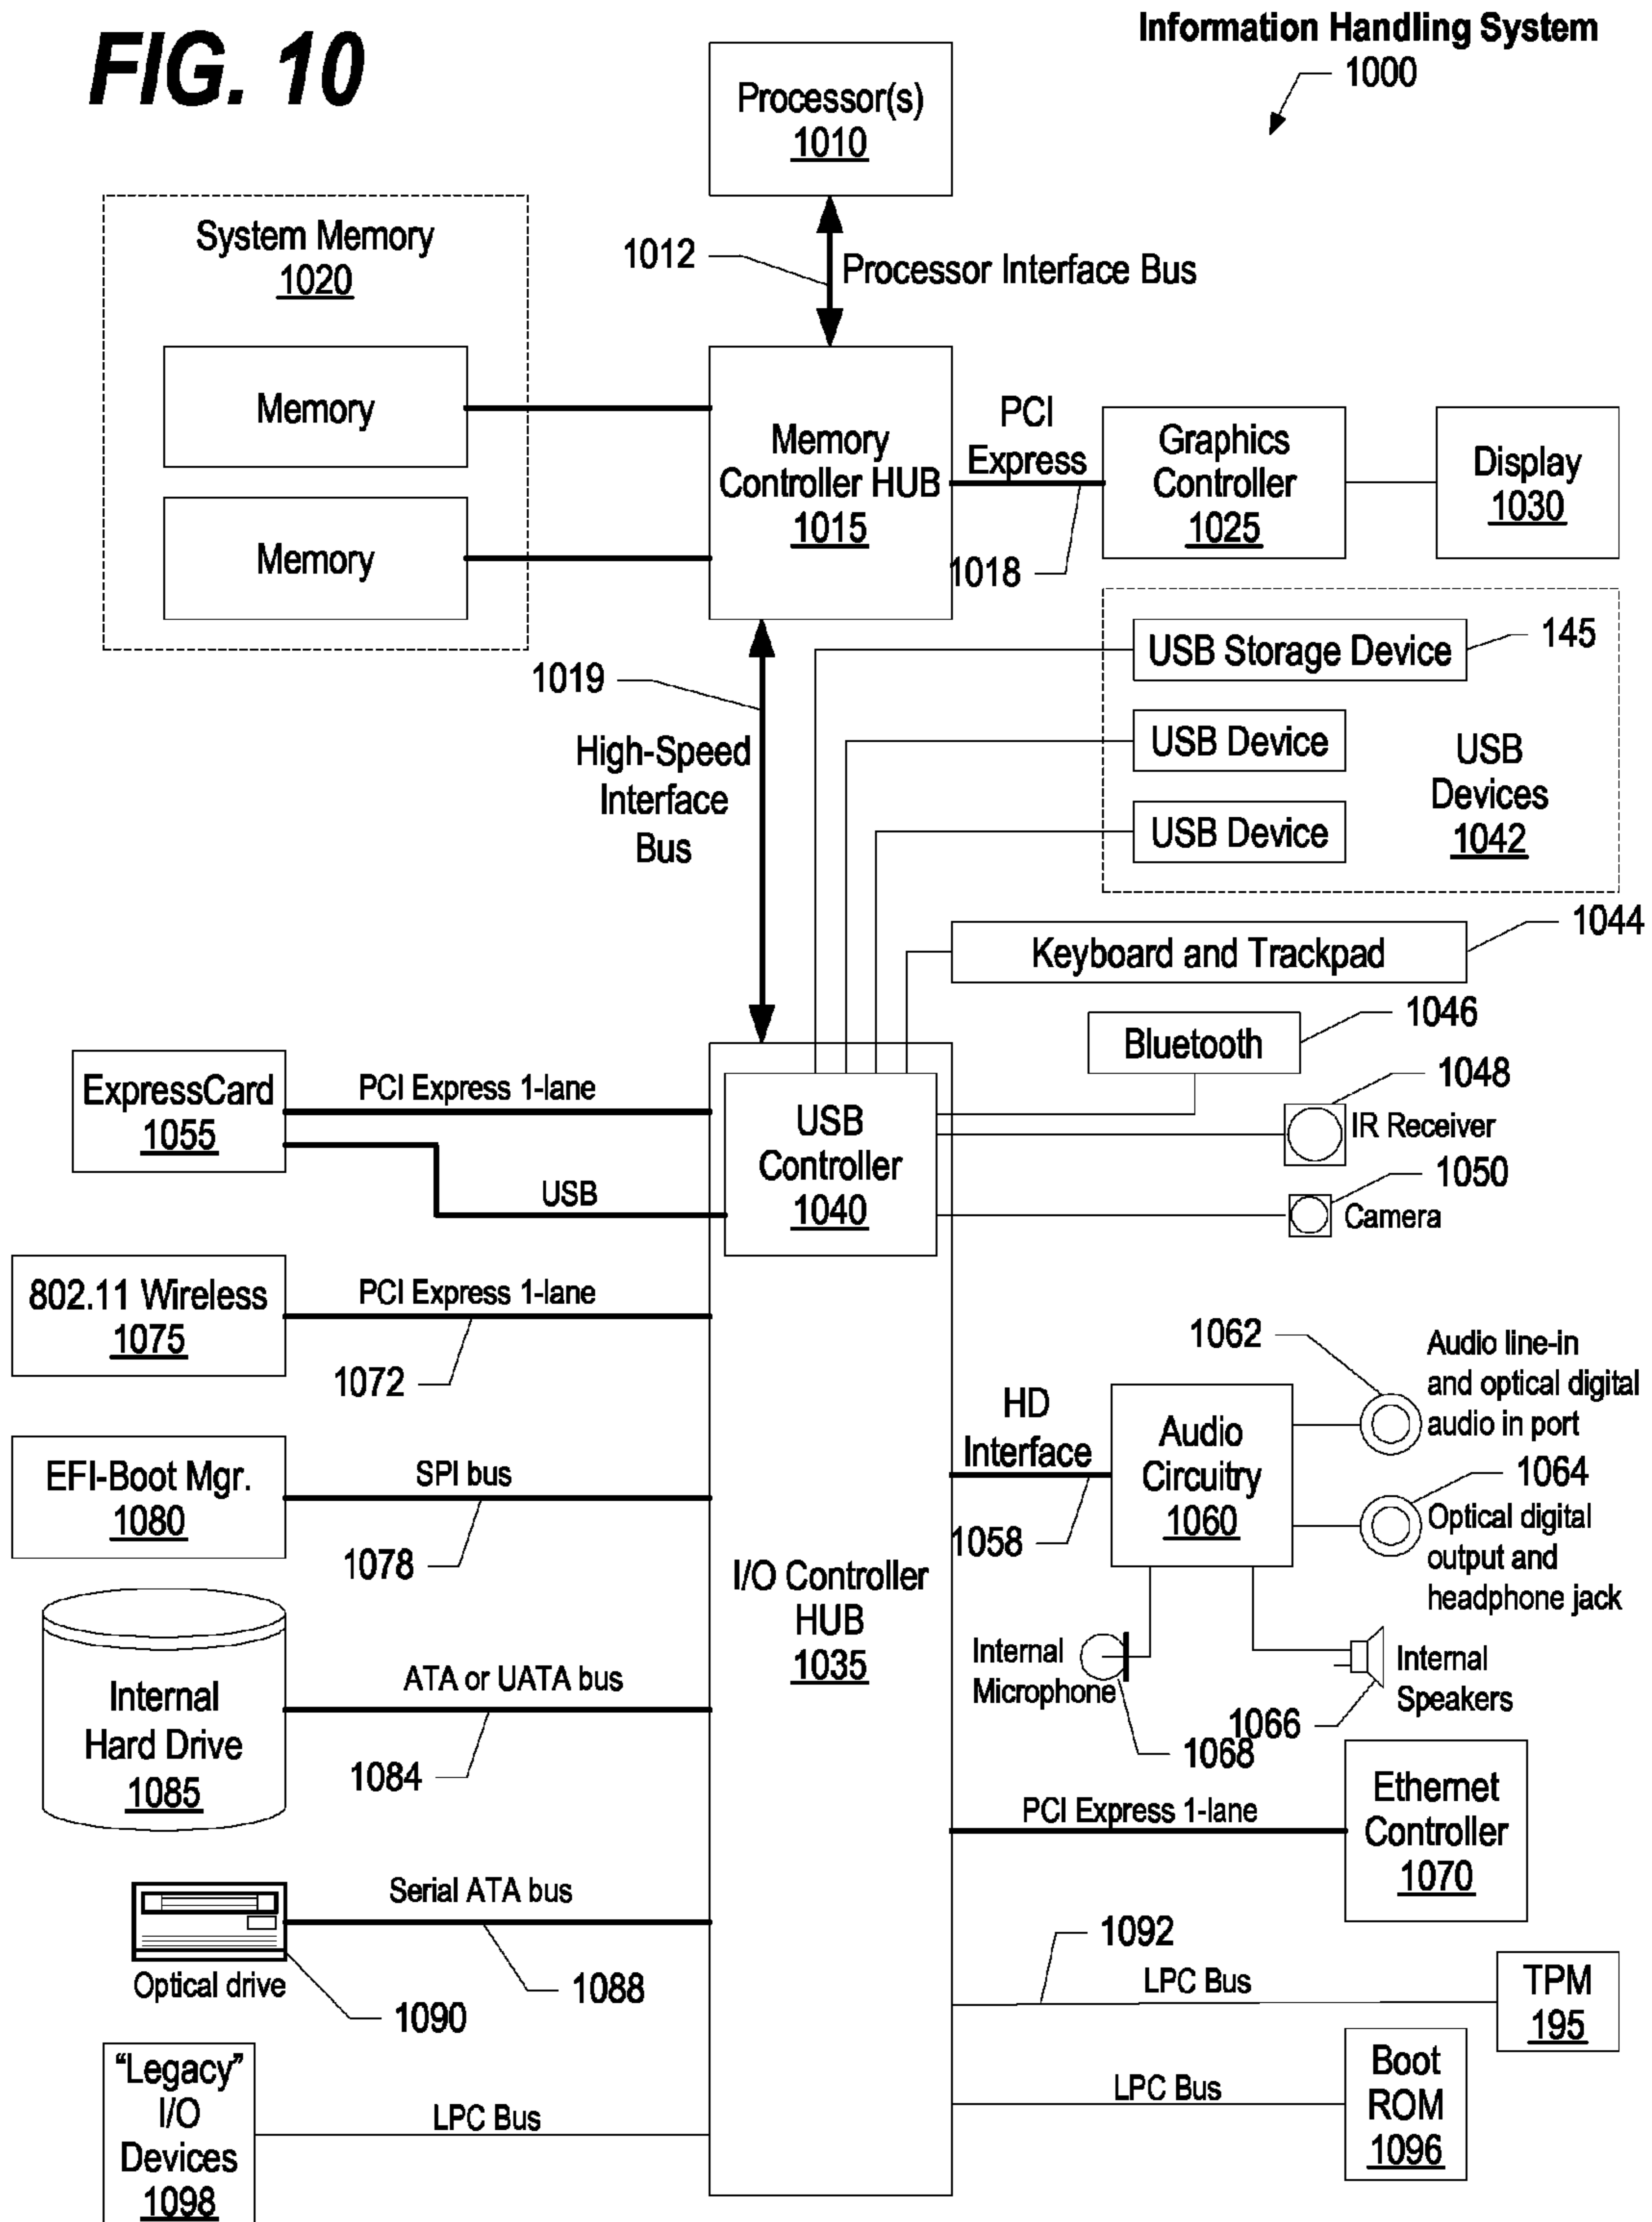 FIG. 10
Information Handling System
1000
Processor(s)
1010
System Memory
1020
1012
Processor Interface Bus
Memory
Memory
Memory
Controller HUB
1015
PCI
Express
1018
Graphics
Controller
1025
Display
1030
USB Storage Device
145
USB Device
USB Device
USB
Devices
1042
1019
High-Speed
Interface
Bus
Keyboard and Trackpad
1044
Bluetooth
1046
1048
IR Receiver
1050
Camera
ExpressCard
1055
PCI Express 1-lane
USB
USB
Controller
1040
802.11 Wireless
1075
PCI Express 1-lane
1072
EFI-Boot Mgr.
1080
SPI bus
1078
I/O Controller
HUB
1035
HD
Interface
1058
Audio
Circuitry
1060
1062
Audio line-in
and optical digital
audio in port
1064
Optical digital
output and
headphone jack
Internal
Microphone
1068
1066
Internal
Speakers
Internal
Hard Drive
1085
ATA or UATA bus
1084
PCI Express 1-lane
Ethernet
Controller
1070
Serial ATA bus
1088
Optical drive
1090
1092
LPC Bus
TPM
195
LPC Bus
Boot
ROM
1096
"Legacy"
I/O
Devices
1098
LPC Bus